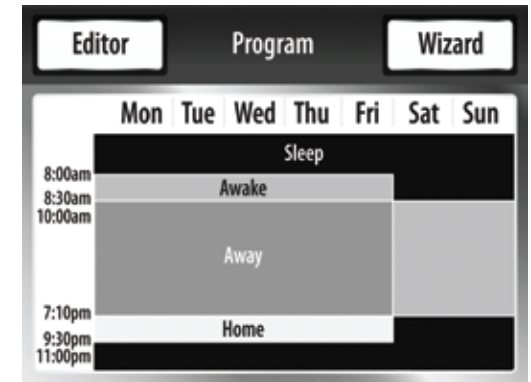 Editor Program Wizard
Mon Tue Wed Thu Fri Sat Sun
Sleep
8:00am
Awake
8:30am
10:00am
Away
7:10pm
Home
9:30pm
11:00pm